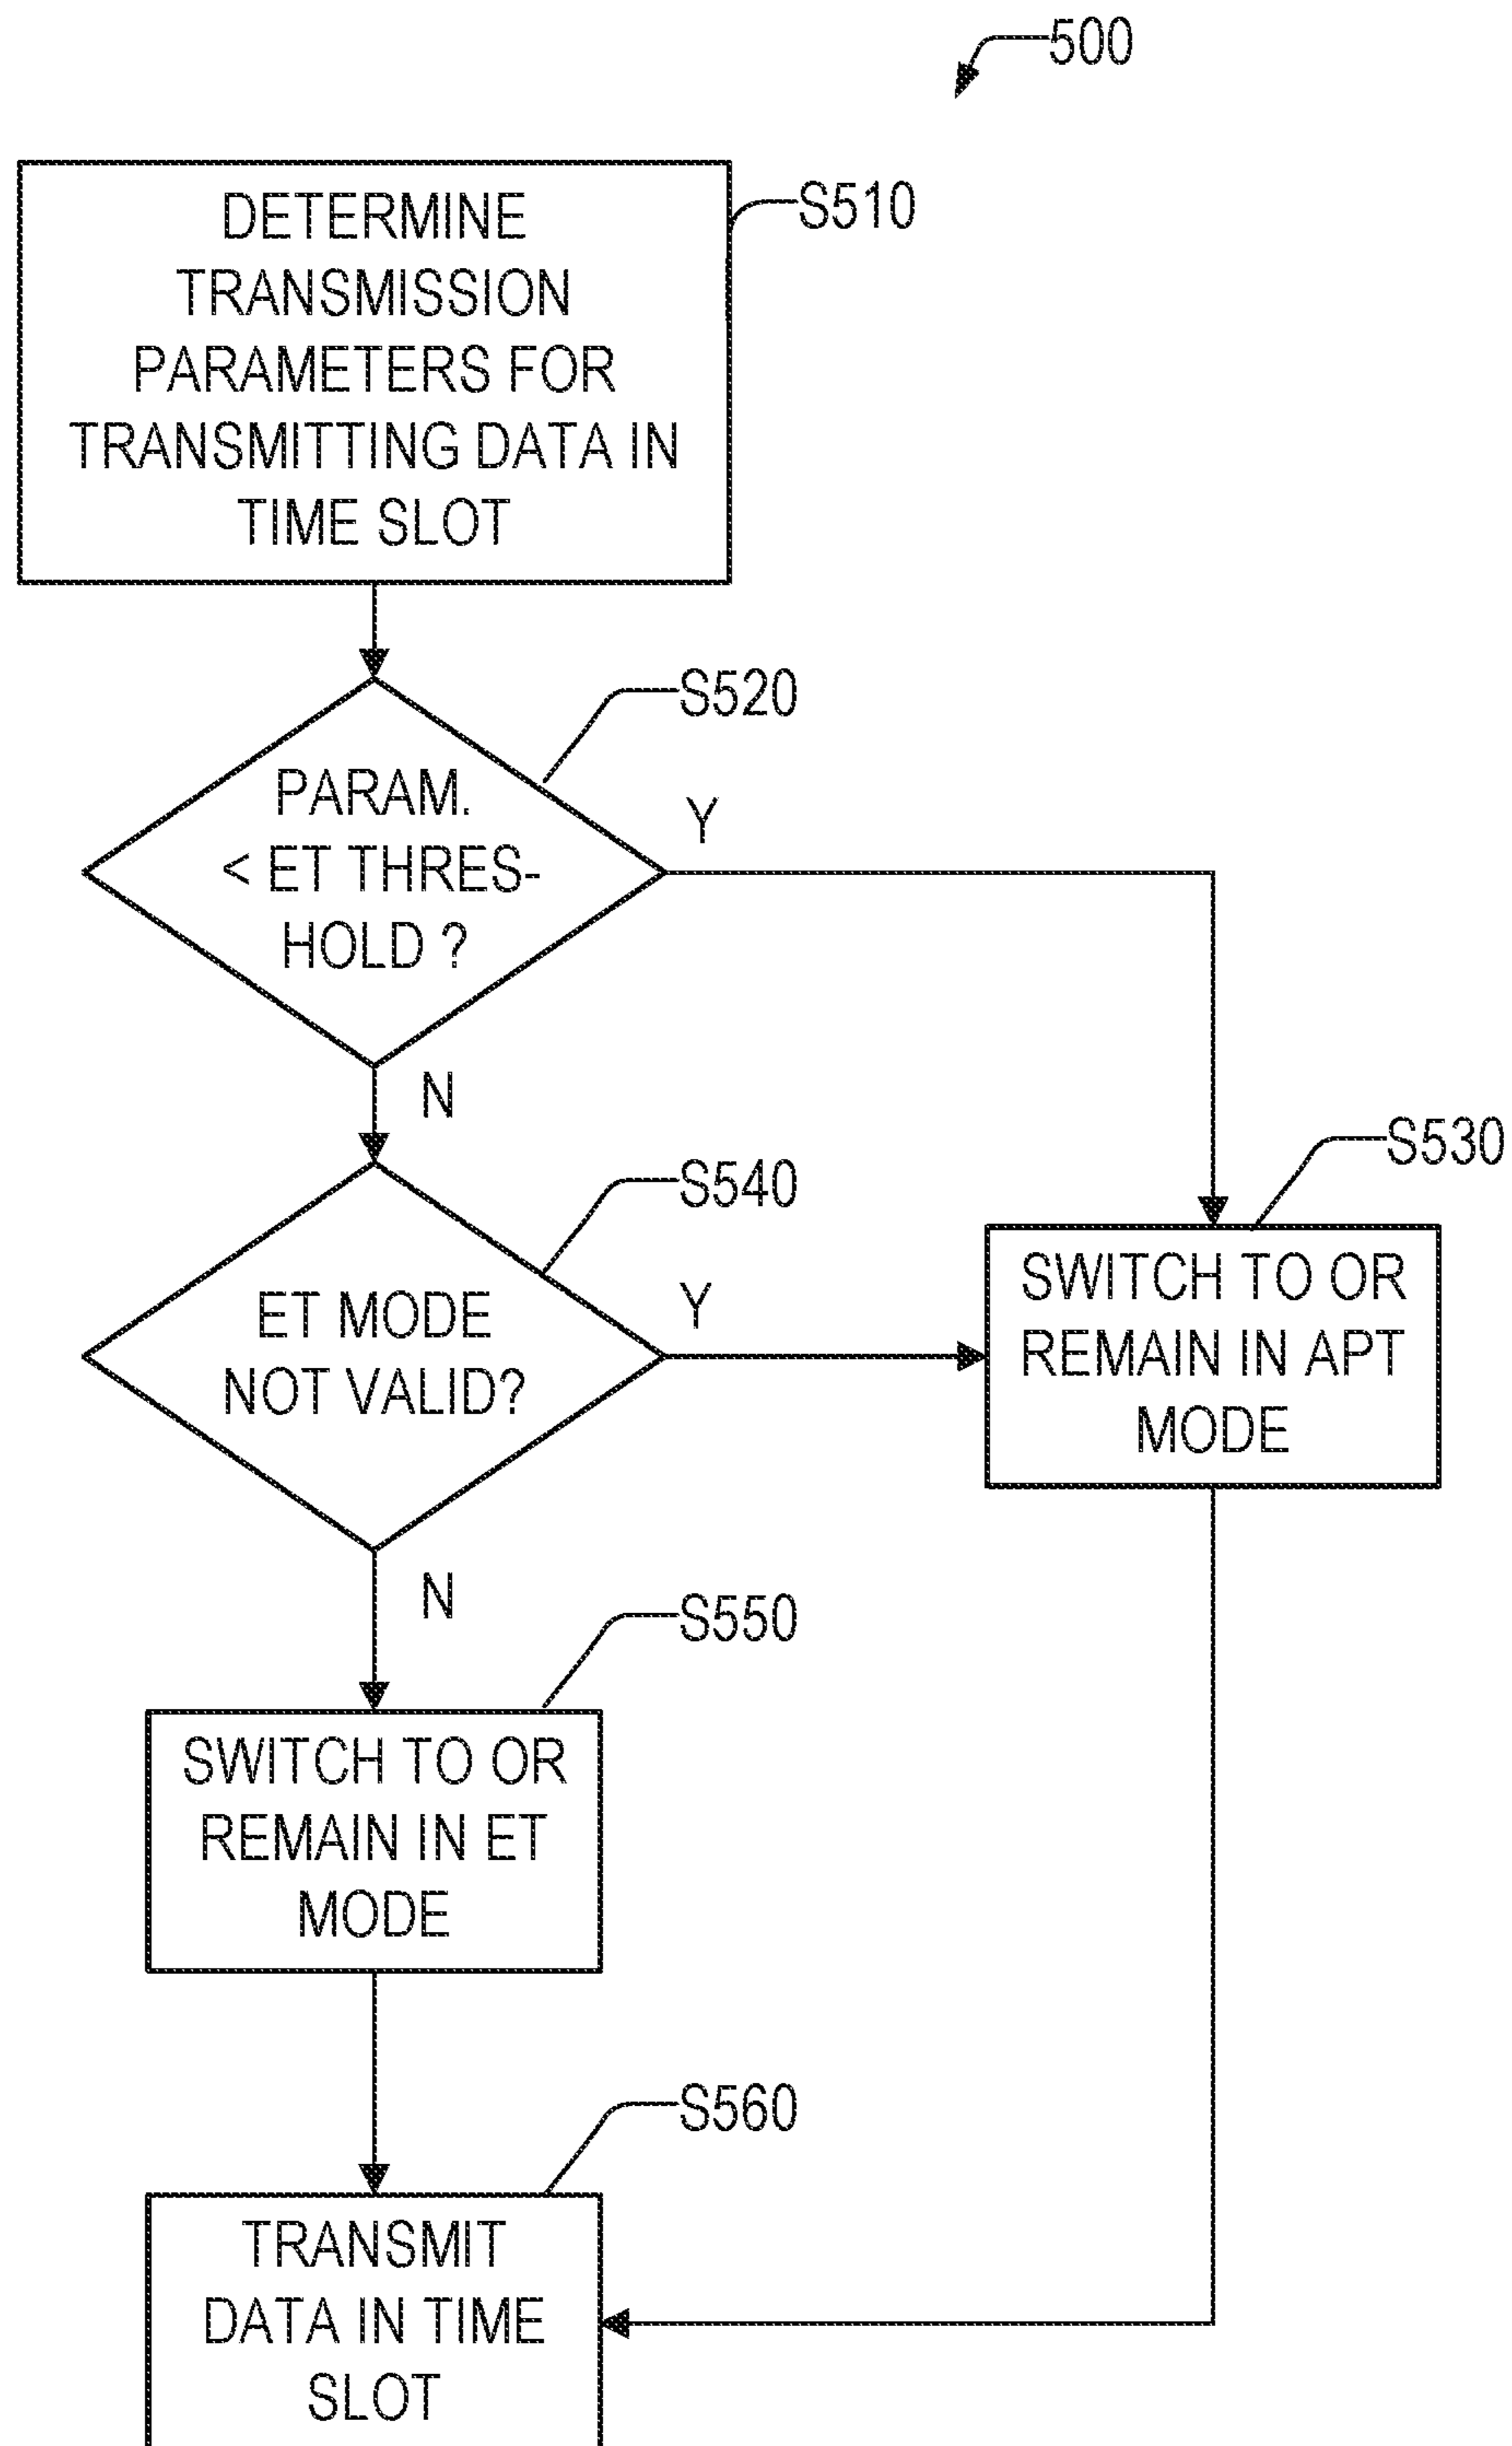 500
DETERMINE
TRANSMISSION
PARAMETERS FOR
TRANSMITTING DATA IN
TIME SLOT
S510
S520
PARAM.
< ET THRES-
HOLD ?
Y
N
S530
SWITCH TO OR
REMAIN IN APT
MODE
S540
ET MODE
NOT VALID?
Y
N
S550
SWITCH TO OR
REMAIN IN ET
MODE
S560
TRANSMIT
DATA IN TIME
SLOT